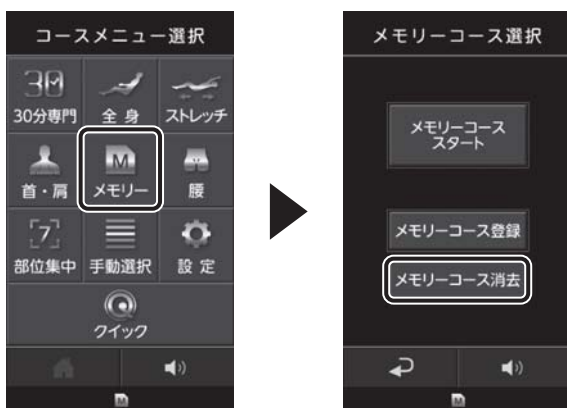 コースメニュー選択
30
30分専門
全身
ストレッチ
首・肩
M
メモリー
腰
7
部位集中
手動選択
設定
クイック
M
メモリーコース選択
メモリーコース
スタート
メモリーコース登録
メモリーコース消去
M